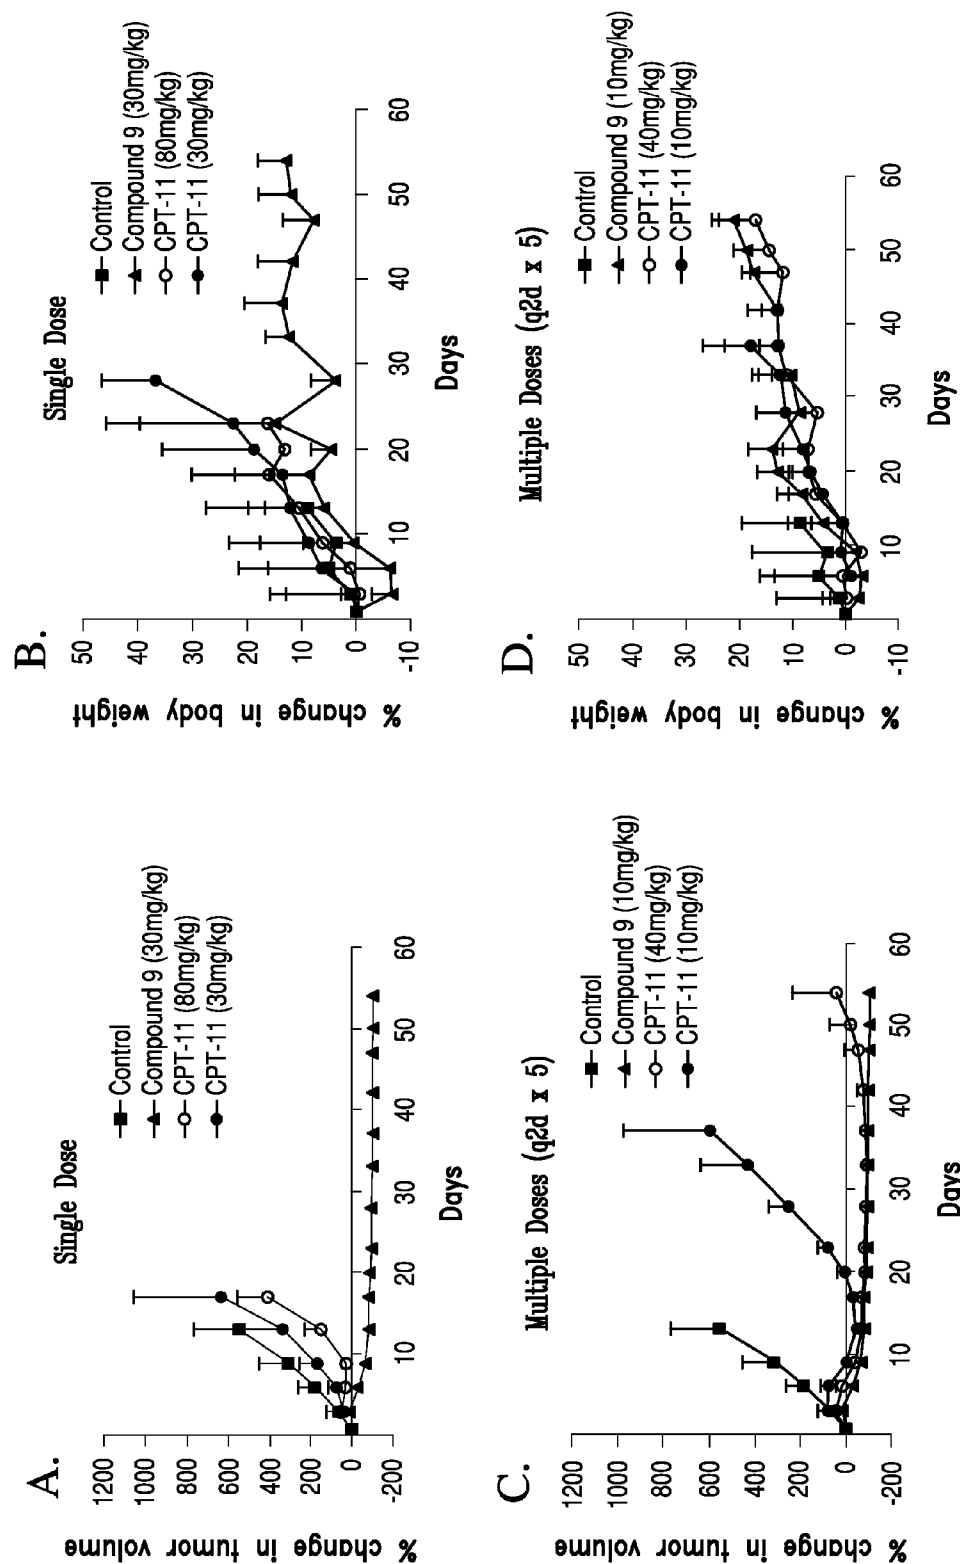 A.
Single Dose
Control
Compound 9 (30mg/kg)
CPT-11 (80mg/kg)
CPT-11 (30mg/kg)
% change in tumor volume
1200
1000
800
600
400
200
0
-200
10
20
30
40
50
60
Days
B.
Single Dose
Control
Compound 9 (30mg/kg)
CPT-11 (80mg/kg)
CPT-11 (30mg/kg)
% change in body weight
50
40
30
20
10
0
-10
10
20
30
40
50
60
Days
C.
Multiple Doses (q2d x 5)
Control
Compound 9 (10mg/kg)
CPT-11 (40mg/kg)
CPT-11 (10mg/kg)
% change in tumor volume
1200
1000
800
600
400
200
0
-200
10
20
30
40
50
60
Days
D.
Multiple Doses (q2d x 5)
Control
Compound 9 (10mg/kg)
CPT-11 (40mg/kg)
CPT-11 (10mg/kg)
% change in body weight
50
40
30
20
10
0
-10
10
20
30
40
50
60
Days